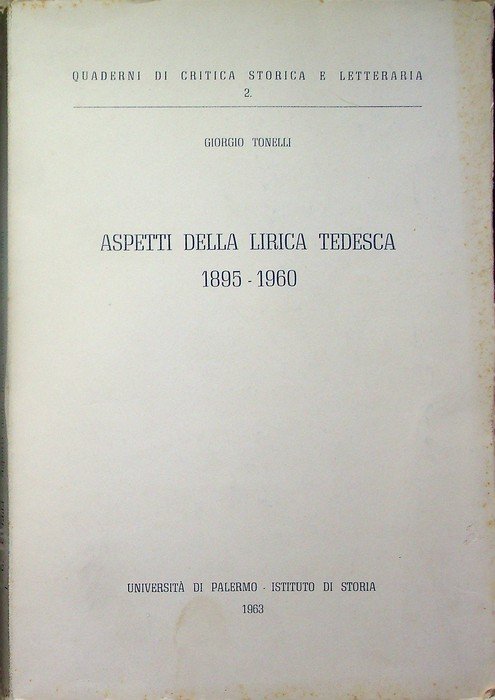 QUADERNI DI CRITICA STORICA E LETTERARIA
2.
GIORGIO TONELLI
ASPETTI DELLA LIRICA TEDESCA
1895 - 1960
UNIVERSITÀ DI PALERMO - ISTITUTO DI STORIA
1963